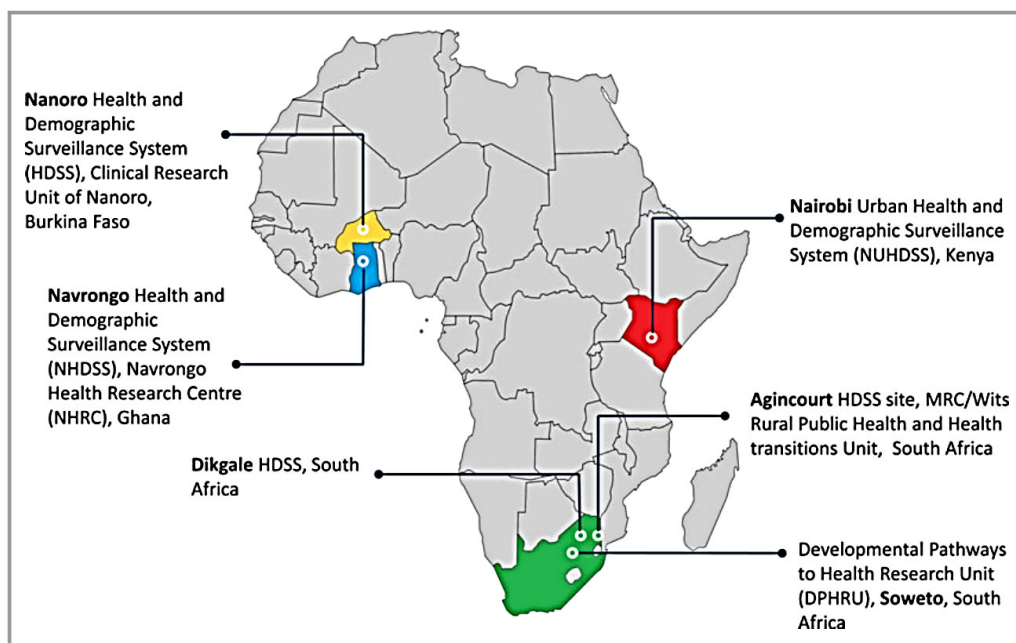 Nanoro Health and
Demographic
Surveillance System
(HDSS), Clinical Research
Unit of Nanoro,
Burkina Faso
Nairobi Urban Health and
Demographic Surveillance
System (NUHDSS), Kenya
Navrongo Health and
Demographic
Surveillance System
(NHDSS), Navrongo
Health Research Centre
(NHRC), Ghana
Agincourt HDSS site, MRC/Wits
Rural Public Health and Health
transitions Unit, South Africa
Dikgale HDSS, South
Africa
Developmental Pathways
to Health Research Unit
(DPHRU), Soweto, South
Africa